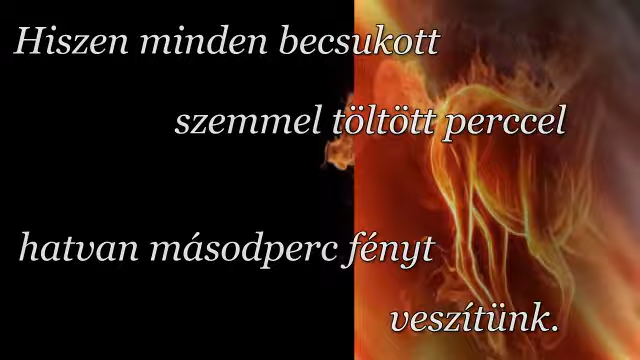 Hiszen minden becsukott
szemmel töltött perccel
hatvan másodperc fényt
veszítünk.